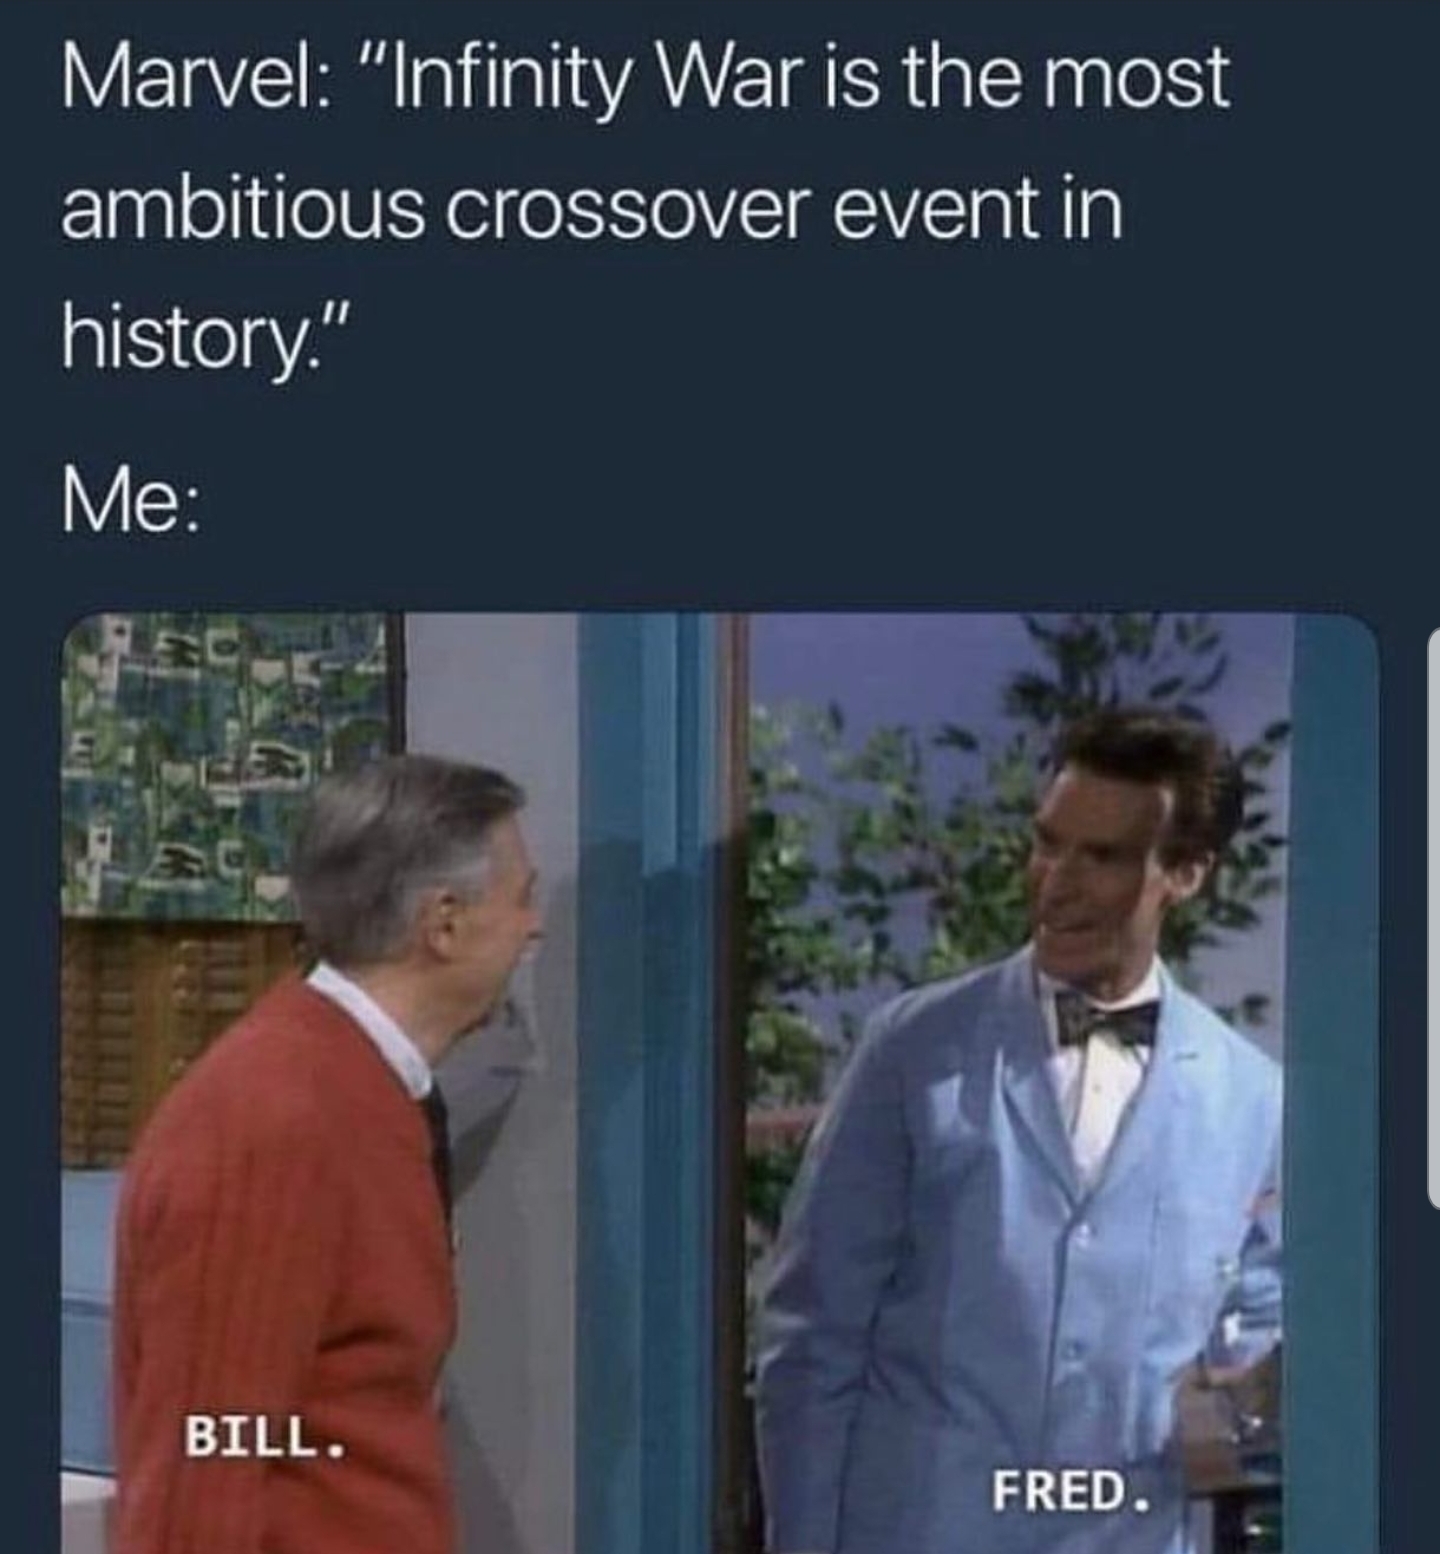 Marvel: "Infinity War is the most
ambitious crossover event in
history."
Me:
BILL.
FRED.